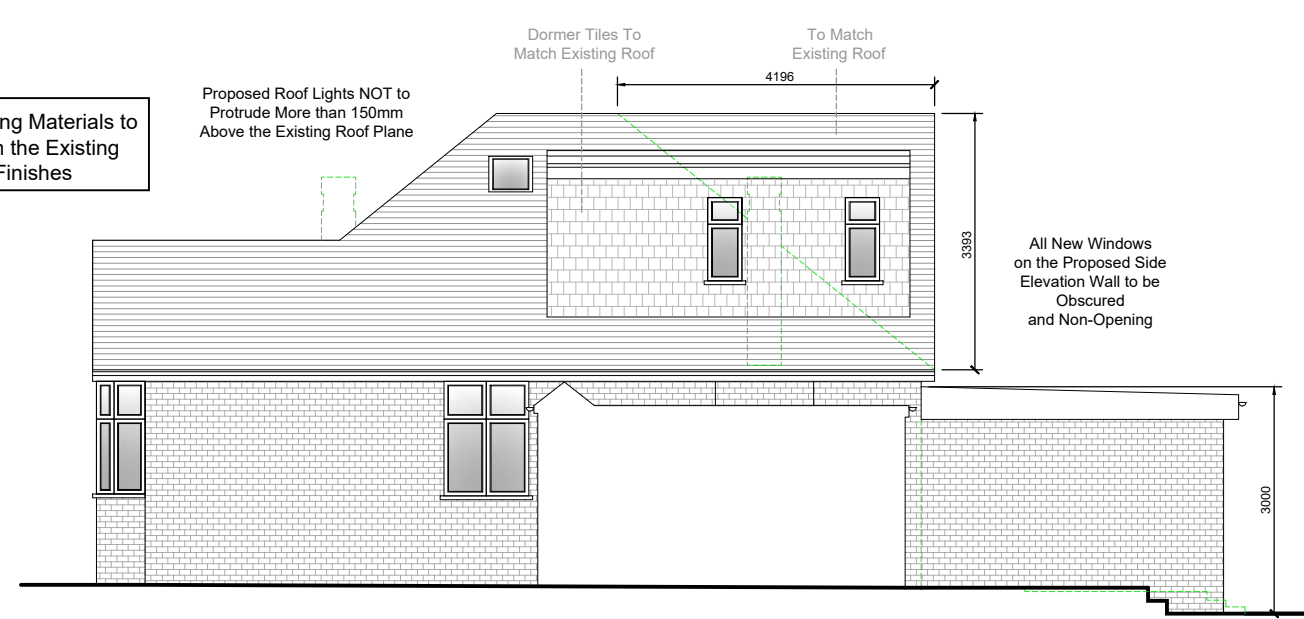 Dormer Tiles To
Match Existing Roof
To Match
Existing Roof
4196
Proposed Roof Lights NOT to
Protrude More than 150mm
Above the Existing Roof Plane
ng Materials to
the Existing
Finishes
3393
All New Windows
on the Proposed Side
Elevation Wall to be
Obscured
and Non-Opening
3000